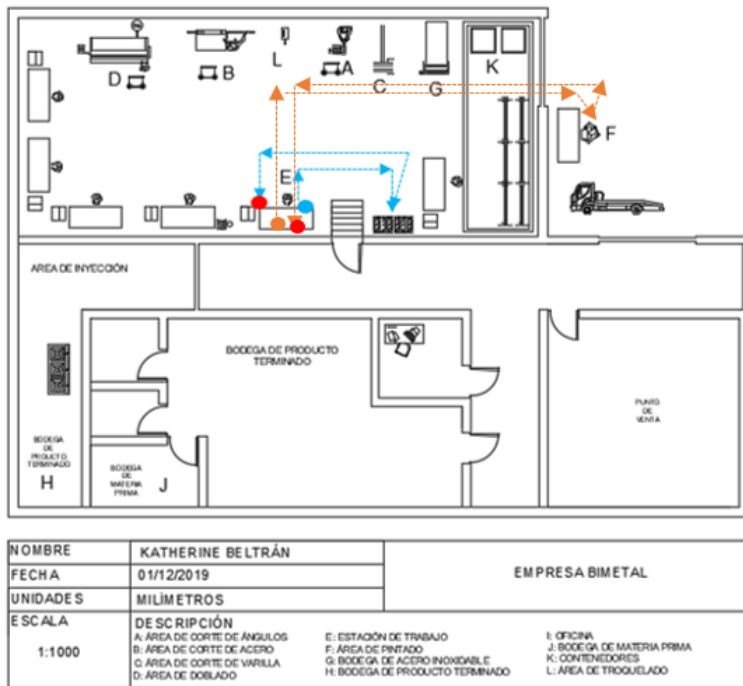 L
A
D
B
C
G
K
F
E
AREA DE INYECCIÓN
BODEGA DE PRODUCTO
TERMINADO
PUNTO
DE
VENTA
BODEGA
DE
PRODUCTO
TERMINADO
H
BODEGA
DE
MATERIA
PRIMA
J
NOMBRE
KATHERINE BELTRÁN
EMPRESA BIMETAL
FECHA
01/12/2019
UNIDADES
MILÌMETROS
ESCALA
1:1000
DESCRIPCIÓN
A: ÁREA DE CORTE DE ÁNGULOS
B: ÁREA DE CORTE DE ACERO
C: ÁREA DE CORTE DE VARILLA
D: ÁREA DE DOBLADO
E: ESTACIÓN DE TRABAJO
F: ÁREA DE PINTADO
G: BODEGA DE ACERO INOXIDABLE
H: BODEGA DE PRODUCTO TERMINADO
I: OFICINA
J: BODEGA DE MATERIA PRIMA
K: CONTENEDORES
L: ÁREA DE TROQUELADO